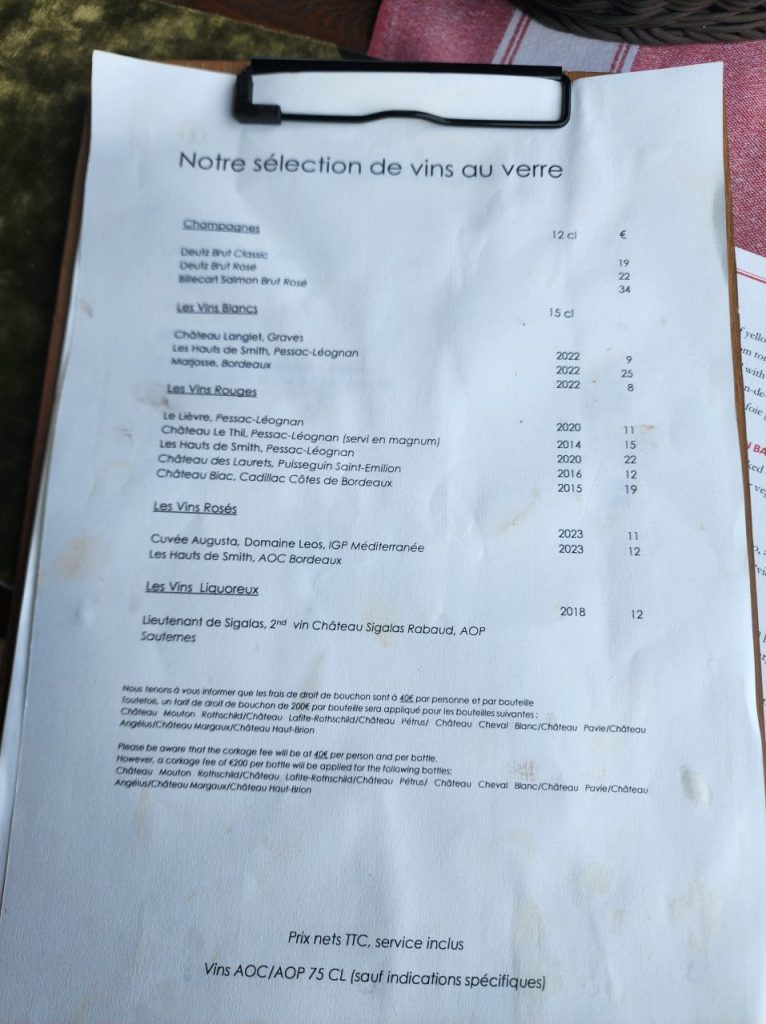 Notre sélection de vins au verre
Champagnes 12 cl €
Deutz Brut Classic 19
Deutz Brut Rosé 22
Billecart Salmon Brut Rosé 34
Les Vins Blancs 15 cl
Château Langlet, Graves 2022 9
Les Hauts de Smith, Pessac-Léognan 2022 25
Marjosse, Bordeaux 2022 8
Les Vins Rouges
Le Lièvre, Pessac-Léognan 2020 11
Château Le Thil, Pessac-Léognan (servi en magnum) 2014 15
Les Hauts de Smith, Pessac-Léognan 2020 22
Château des Laurets, Puisseguin Saint-Emilion 2016 12
Château Biac, Cadillac Côtes de Bordeaux 2015 19
Les Vins Rosés
Cuvée Augusta, Domaine Leos, IGP Méditerranée 2023 11
Les Hauts de Smith, AOC Bordeaux 2023 12
Les Vins Liquoreux
Lieutenant de Sigalas, 2nd vin Château Sigalas Rabaud, AOP 2018 12
Sauternes
Nous tenons à vous informer que les frais de droit de bouchon sont à 40€ par personne et par bouteille
Toutefois, un tarif de droit de bouchon de 200€ par bouteille sera appliqué pour les bouteilles suivantes :
Château Mouton Rothschild/Château Lafite-Rothschild/Château Pétrus/ Château Cheval Blanc/Château Pavie/Château
Angélus/Château Margaux/Château Haut-Brion
Please be aware that the corkage fee will be at 40€ per person and per bottle.
However, a corkage fee of €200 per bottle will be applied for the following bottles:
Château Mouton Rothschild/Château Lafite-Rothschild/Château Pétrus/ Château Cheval Blanc/Château Pavie/Château
Angélus/Château Margaux/Château Haut-Brion
Prix nets TTC, service inclus
Vins AOC/AOP 75 CL (sauf indications spécifiques)
f yello
with
n-de-
foie